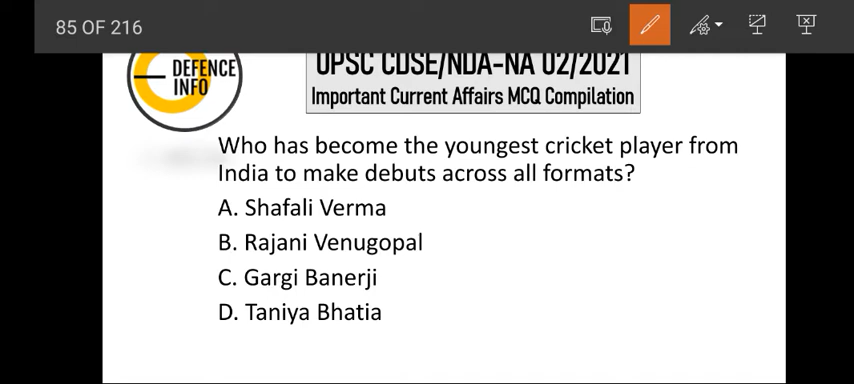 85 OF 216
DEFENCE
INFO
UPSC CDSE/NDA-NA 02/2021
Important Current Affairs MCQ Compilation
Who has become the youngest cricket player from
India to make debuts across all formats?
A. Shafali Verma
B. Rajani Venugopal
C. Gargi Banerji
D. Taniya Bhatia